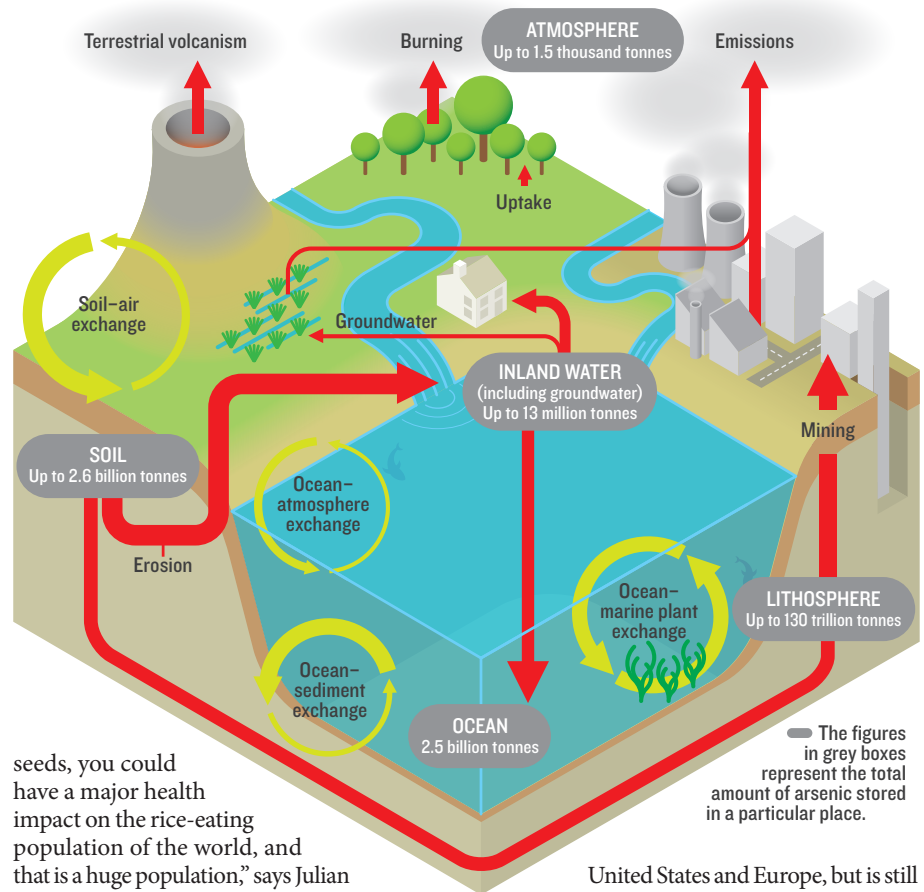 Terrestrial volcanism
Burning
ATMOSPHERE
Up to 1.5 thousand tonnes
Emissions
Uptake
Soil–air
exchange
Groundwater
INLAND WATER
(including groundwater)
Up to 13 million tonnes
Mining
SOIL
Up to 2.6 billion tonnes
Ocean–
atmosphere
exchange
Erosion
Ocean–
marine plant
exchange
LITHOSPHERE
Up to 130 trillion tonnes
Ocean–
sediment
exchange
OCEAN
2.5 billion tonnes
The figures
in grey boxes
represent the total
amount of arsenic stored
in a particular place.
seeds, you could
have a major health
impact on the rice-eating
population of the world, and
that is a huge population,” says Julian
United States and Europe, but is still